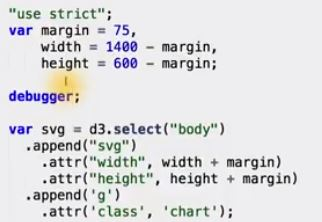 "use strict";
var margin = 75,
    width = 1400 - margin,
    height = 600 - margin;
debugger;
var svg = d3.select("body")
  .append("svg")
    .attr("width", width + margin)
    .attr("height", height + margin)
  .append('g')
    .attr('class', 'chart');